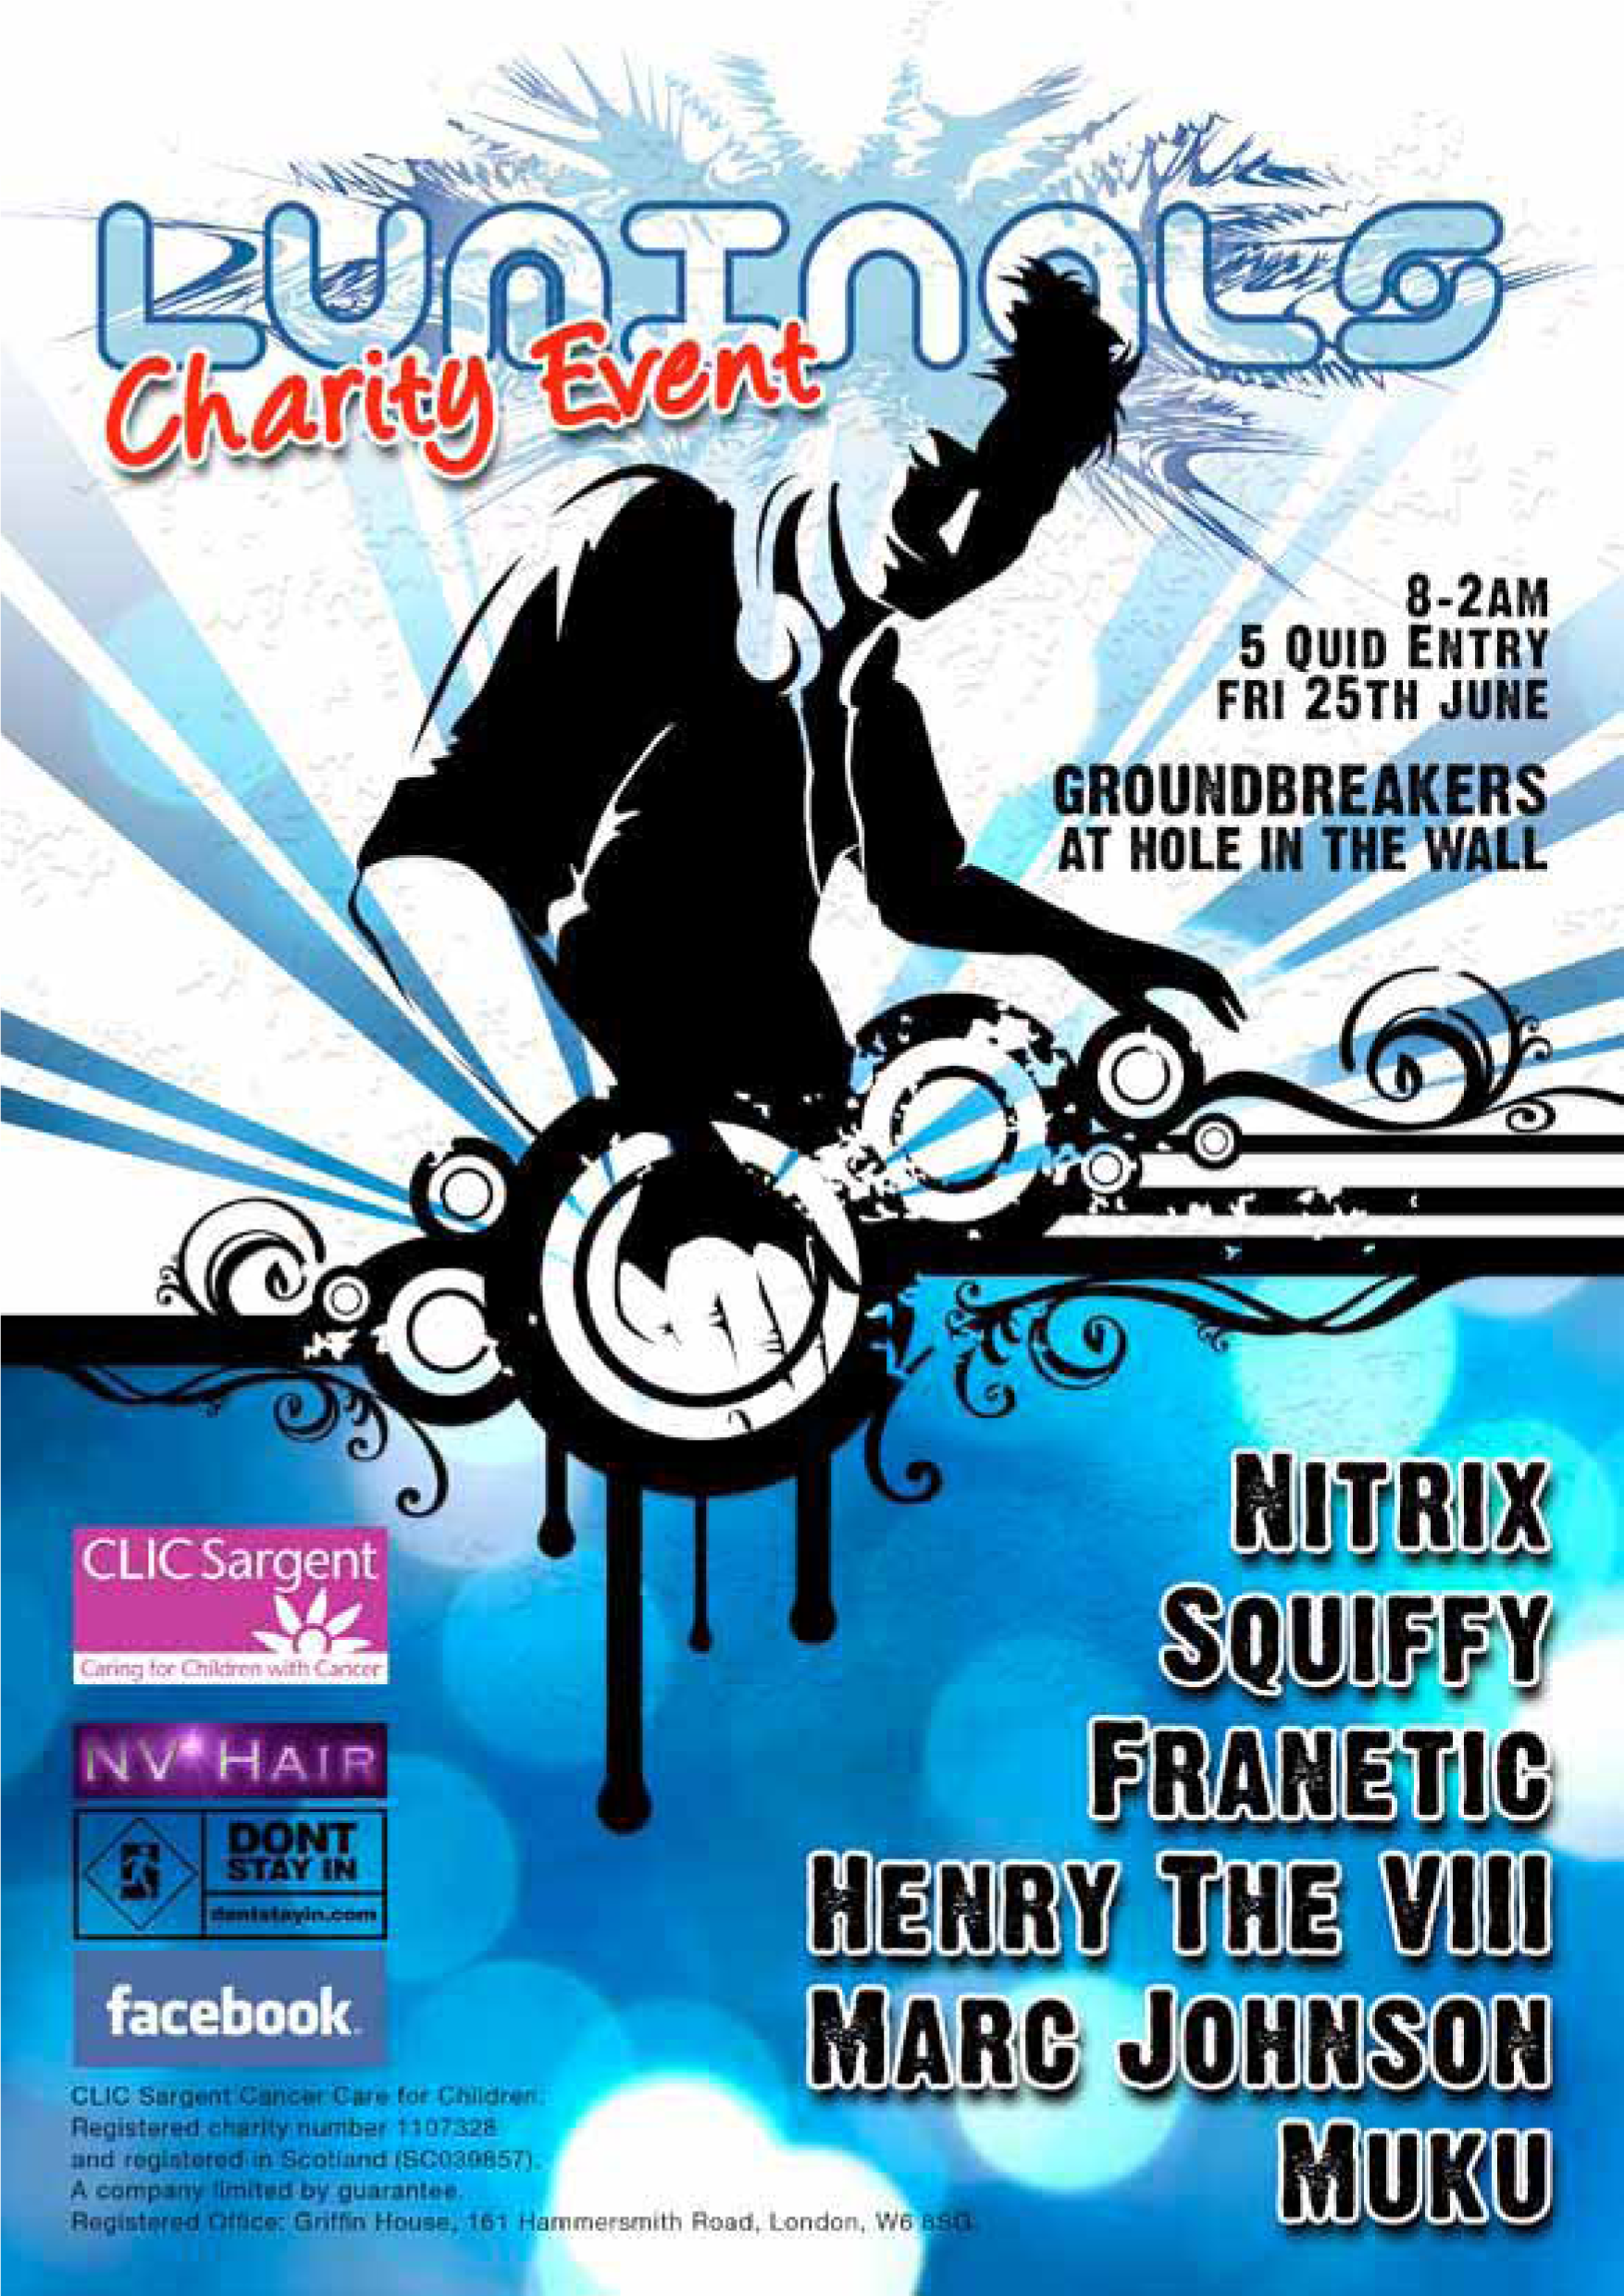 LUMINALS
Charity Event
8-2AM
5 QUID ENTRY
FRI 25TH JUNE
GROUNDBREAKERS
AT HOLE IN THE WALL
NITRIX
SQUIFFY
FRANETIC
HENRY THE VIII
MARC JOHNSON
MUKU
CLIC Sargent
Caring for Children with Cancer
NV HAIR
DONT
STAY IN
dontstayin.com
facebook
CLIC Sargent Cancer Care for Children.
Registered charity number 1107328
and registered in Scotland (SC039857).
A company limited by guarantee.
Registered Office: Griffin House, 161 Hammersmith Road, London, W6 8SG